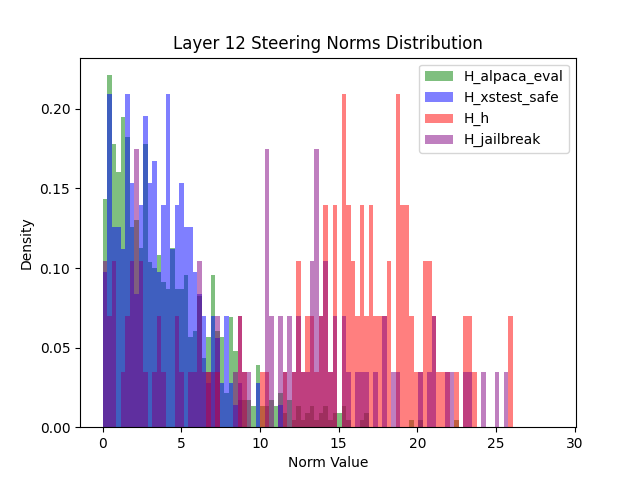 Layer 12 Steering Norms Distribution
H_alpaca_eval
H_xstest_safe
H_h
H_jailbreak
Density
0.20
0.15
0.10
0.05
0.00
0
5
10
15
20
25
30
Norm Value